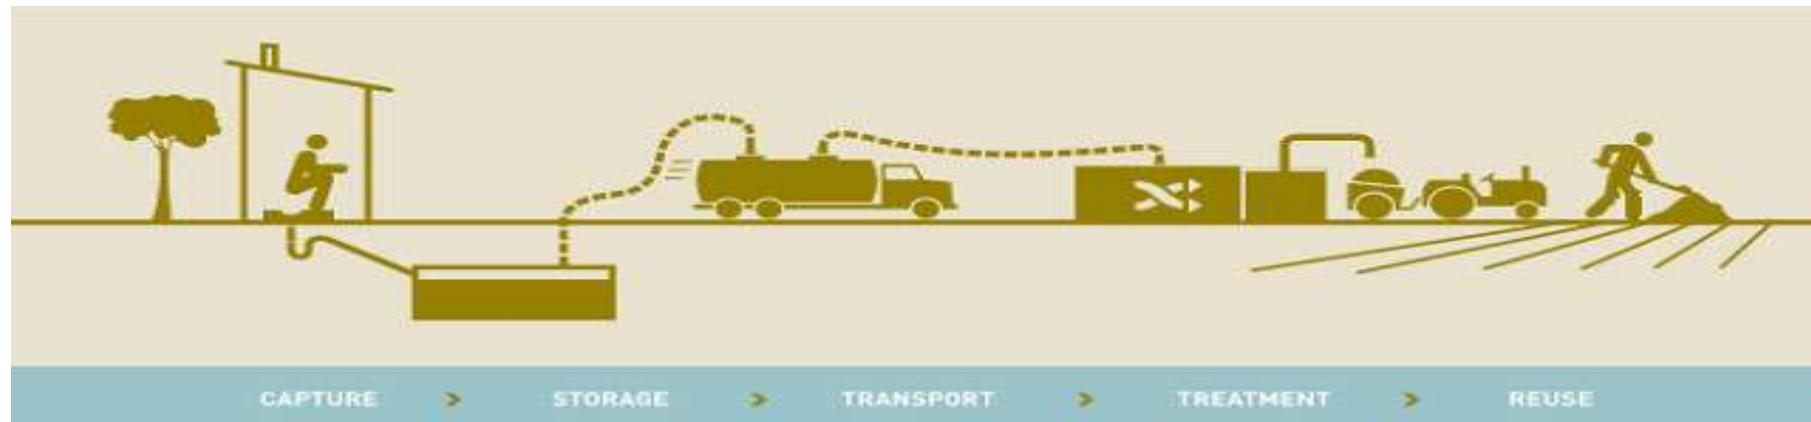 CAPTURE > STORAGE > TRANSPORT > TREATMENT > REUSE